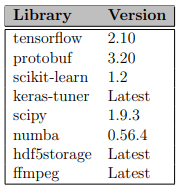 Library Version
tensorflow 2.10
protobuf 3.20
scikit-learn 1.2
keras-tuner Latest
scipy 1.9.3
numba 0.56.4
hdf5storage Latest
ffmpeg Latest